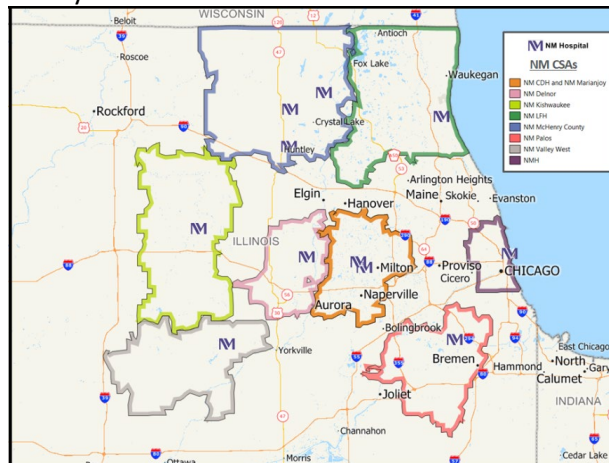 WISCONSIN
Beloit
Roscoe
Antioch
Fox Lake
Waukegan
Rockford
Crystal Lake
Huntley
Arlington Heights
Elgin
Hanover
Maine
Skokie
Evanston
ILLINOIS
Milton
Proviso
Cicero
CHICAGO
Aurora
Naperville
Bolingbrook
Yorkville
Bremen
East Chicago
Hammond
North
Gary
Calumet
Joliet
INDIANA
Channahon
Ottawa
Morris
Cedar Lake
NM Hospital
NM CSAs
NM CDH and NM Marianjoy
NM Delnor
NM Kishwaukee
NM LFH
NM McHenry County
NM Palos
NM Valley West
NMH